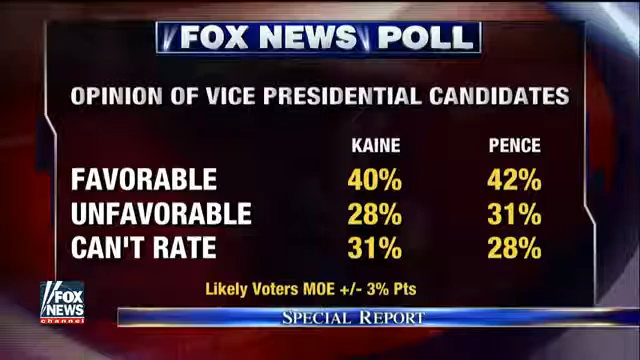 FOX NEWS POLL
OPINION OF VICE PRESIDENTIAL CANDIDATES
KAINE PENCE
FAVORABLE 40% 42%
UNFAVORABLE 28% 31%
CAN'T RATE 31% 28%
Likely Voters MOE +/- 3% Pts
FOX
NEWS
channel
SPECIAL REPORT